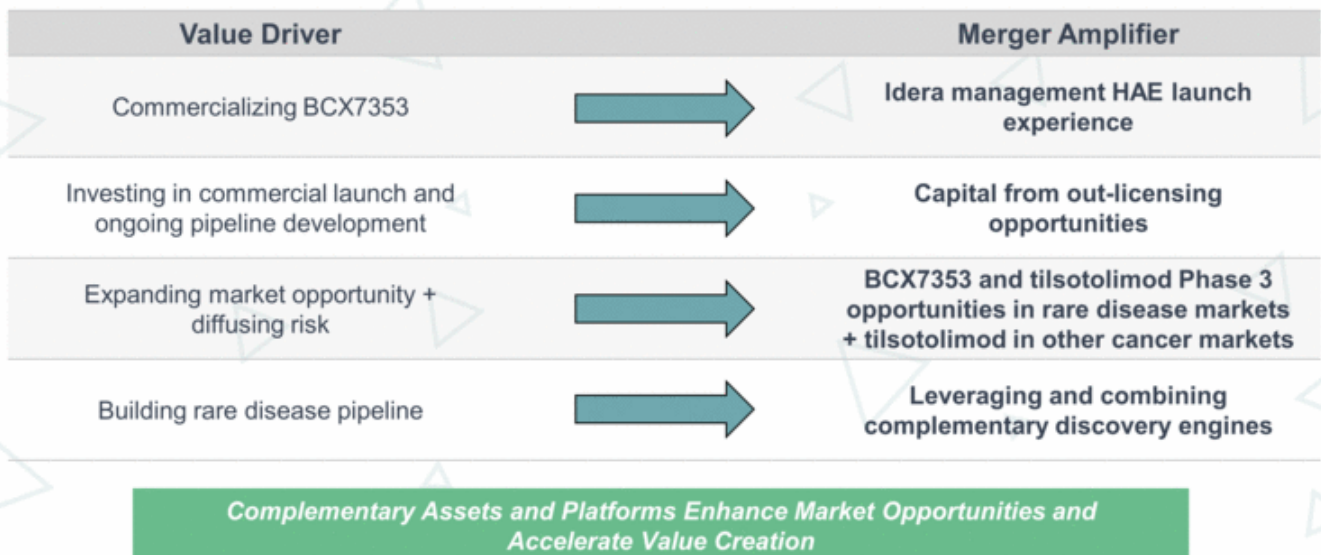 Value Driver
Merger Amplifier
Commercializing BCX7353
Idera management HAE launch
experience
Investing in commercial launch and
ongoing pipeline development
Capital from out-licensing
opportunities
Expanding market opportunity +
diffusing risk
BCX7353 and tilsotolimod Phase 3
opportunities in rare disease markets
+ tilsotolimod in other cancer markets
Building rare disease pipeline
Leveraging and combining
complementary discovery engines
Complementary Assets and Platforms Enhance Market Opportunities and
Accelerate Value Creation